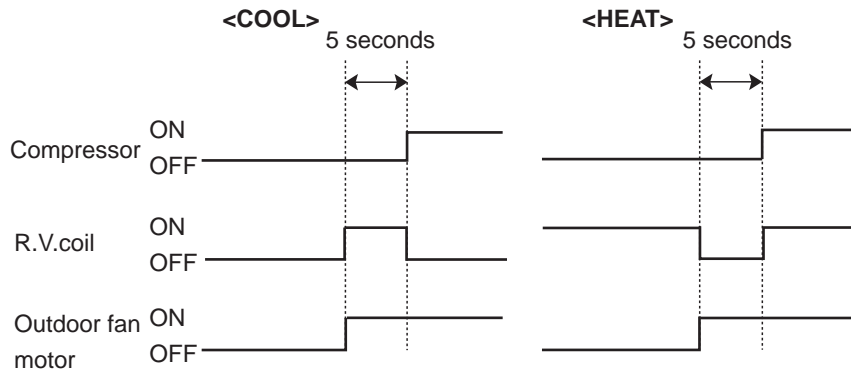 <COOL>
<HEAT>
5 seconds
5 seconds
Compressor
ON
OFF
ON
R.V.coil
OFF
Outdoor fan
motor
ON
OFF